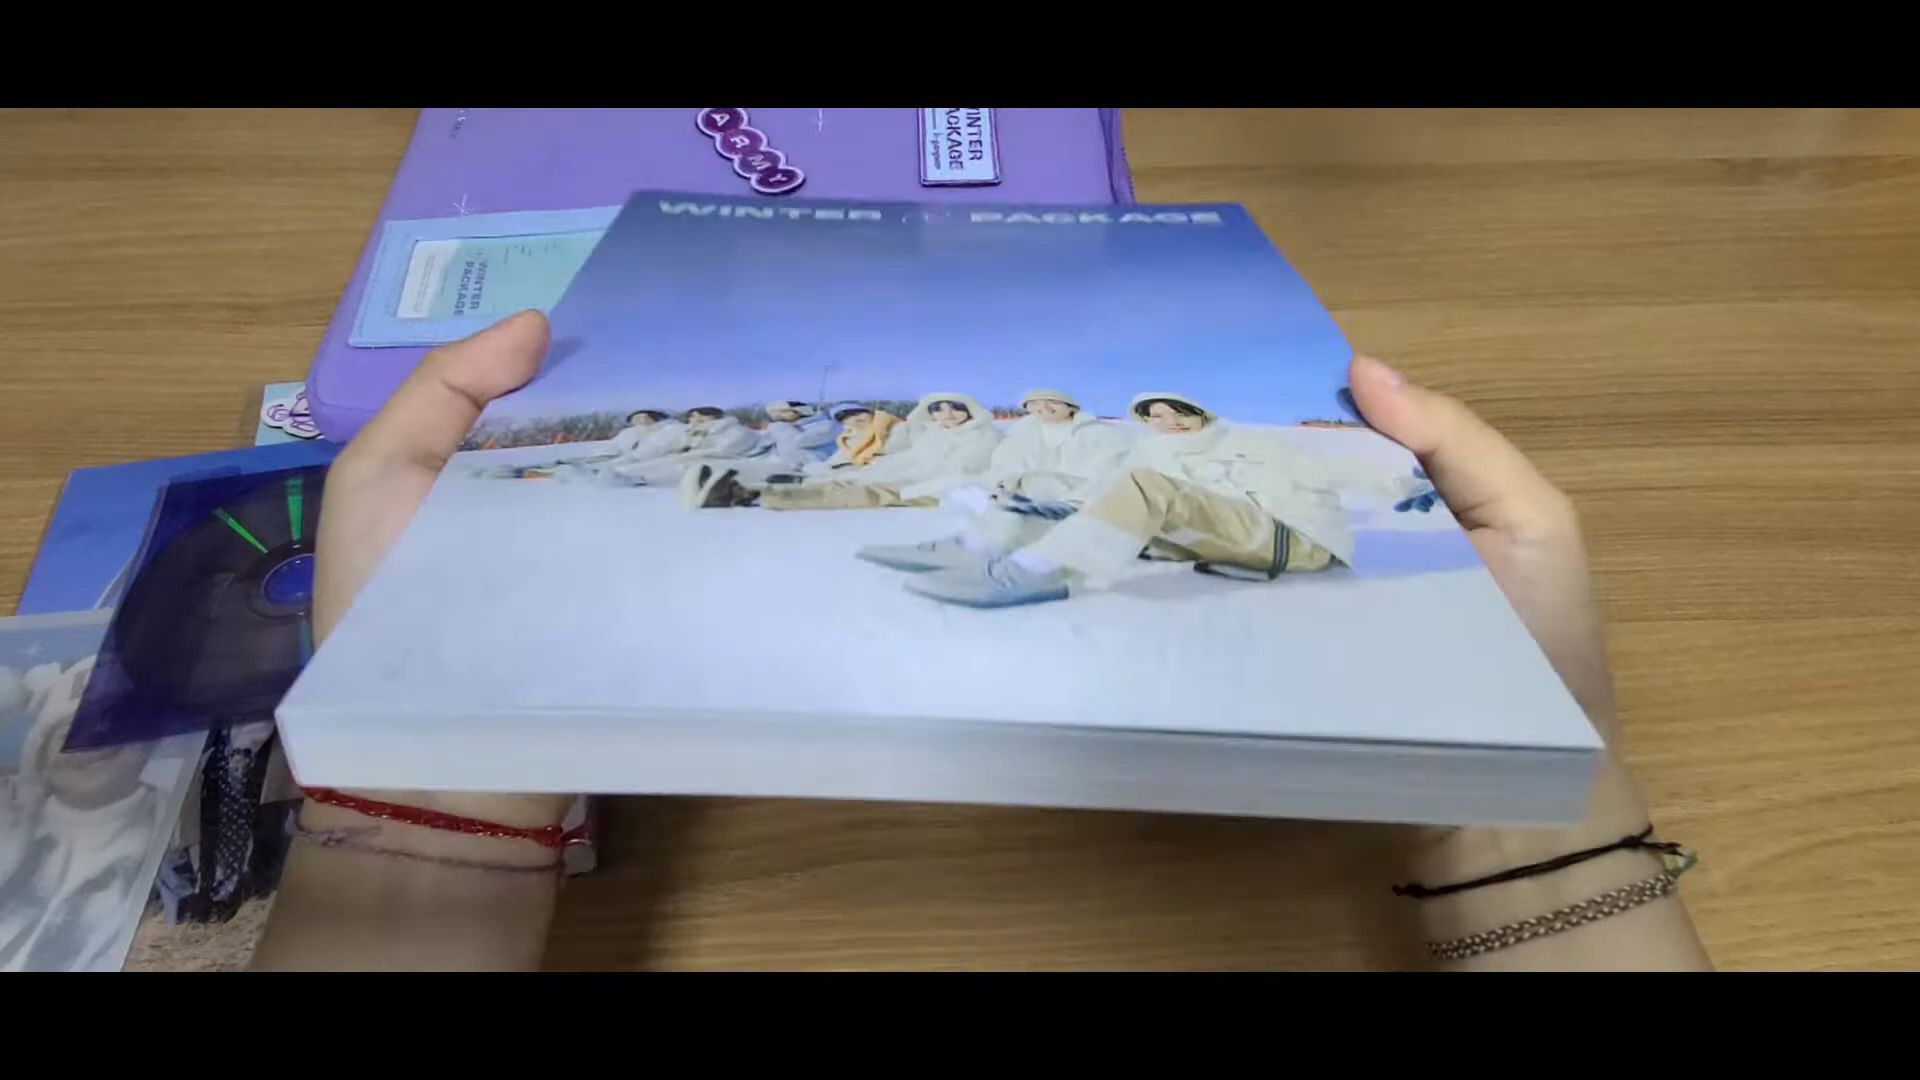 ARMY
WINTER
PACKAGE
WINTER PACKAGE
WINTER
PACKAGE